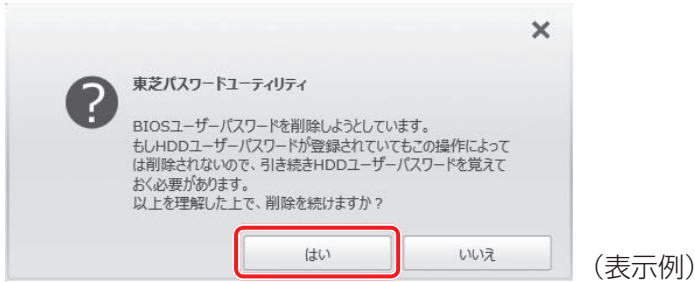 東芝パスワードユーティリティ
BIOSユーザーパスワードを削除しようとしています。
もしHDDユーザーパスワードが登録されていてもこの操作によって
は削除されないので、引き続きHDDユーザーパスワードを覚えて
おく必要があります。
以上を理解した上で、削除を続けますか？
はい いいえ
（表示例）